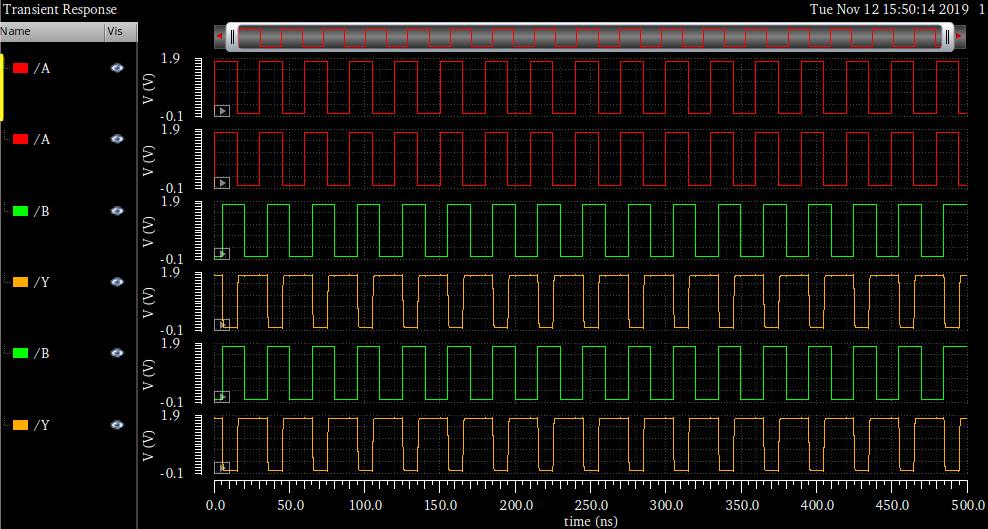 Transient Response
Tue Nov 12 15:50:14 2019 1
Name Vis
/A
1.9
V (V)
-0.1
/A
1.9
V (V)
-0.1
/B
1.9
V (V)
-0.1
/Y
1.9
V (V)
-0.1
/B
1.9
V (V)
-0.1
/Y
1.9
V (V)
-0.1
0.0 50.0 100.0 150.0 200.0 250.0 300.0 350.0 400.0 450.0 500.0
time (ns)